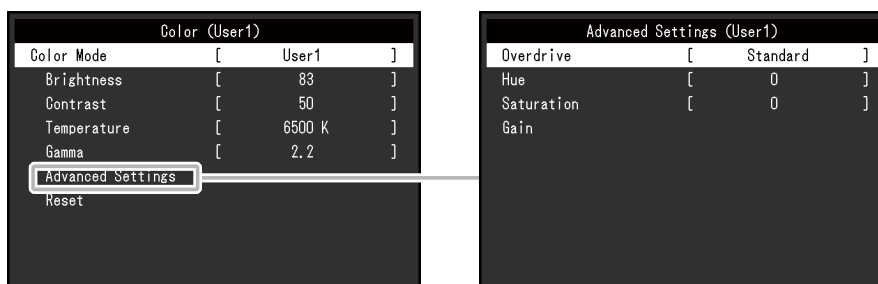 Color (User1)
Color Mode [ User1 ]
Brightness [ 83 ]
Contrast [ 50 ]
Temperature [ 6500 K ]
Gamma [ 2.2 ]
Advanced Settings
Reset
Advanced Settings (User1)
Overdrive [ Standard ]
Hue [ 0 ]
Saturation [ 0 ]
Gain